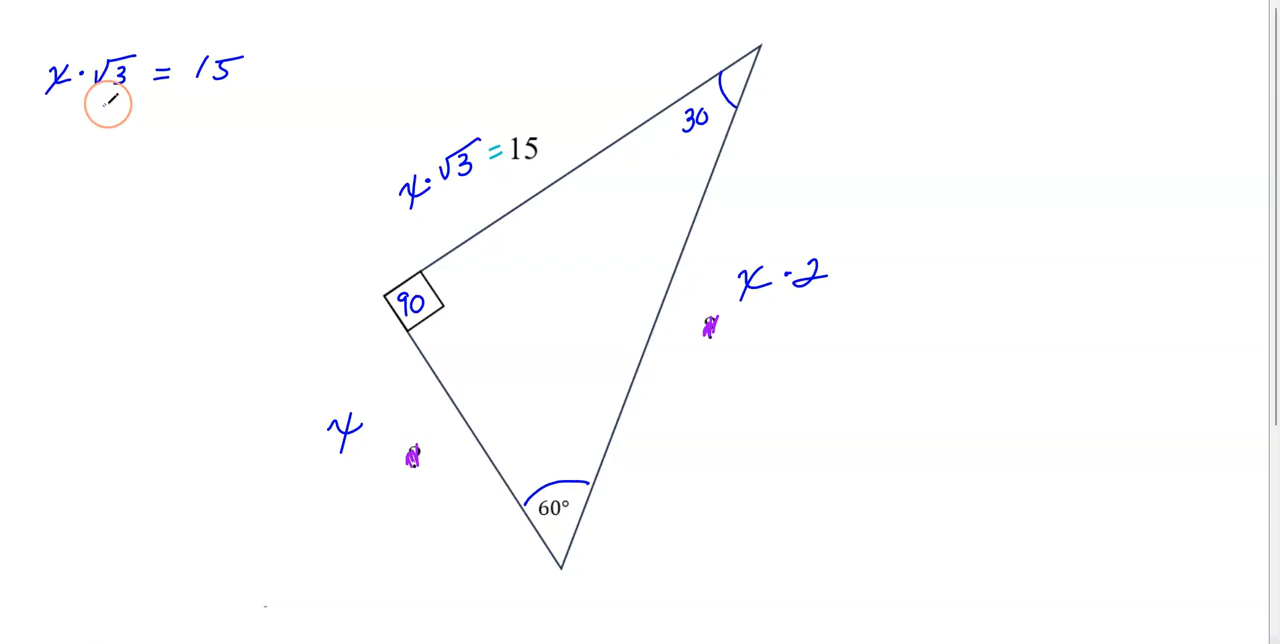 x · √3 = 15
30
x · √3 = 15
x · 2
90
x
60°